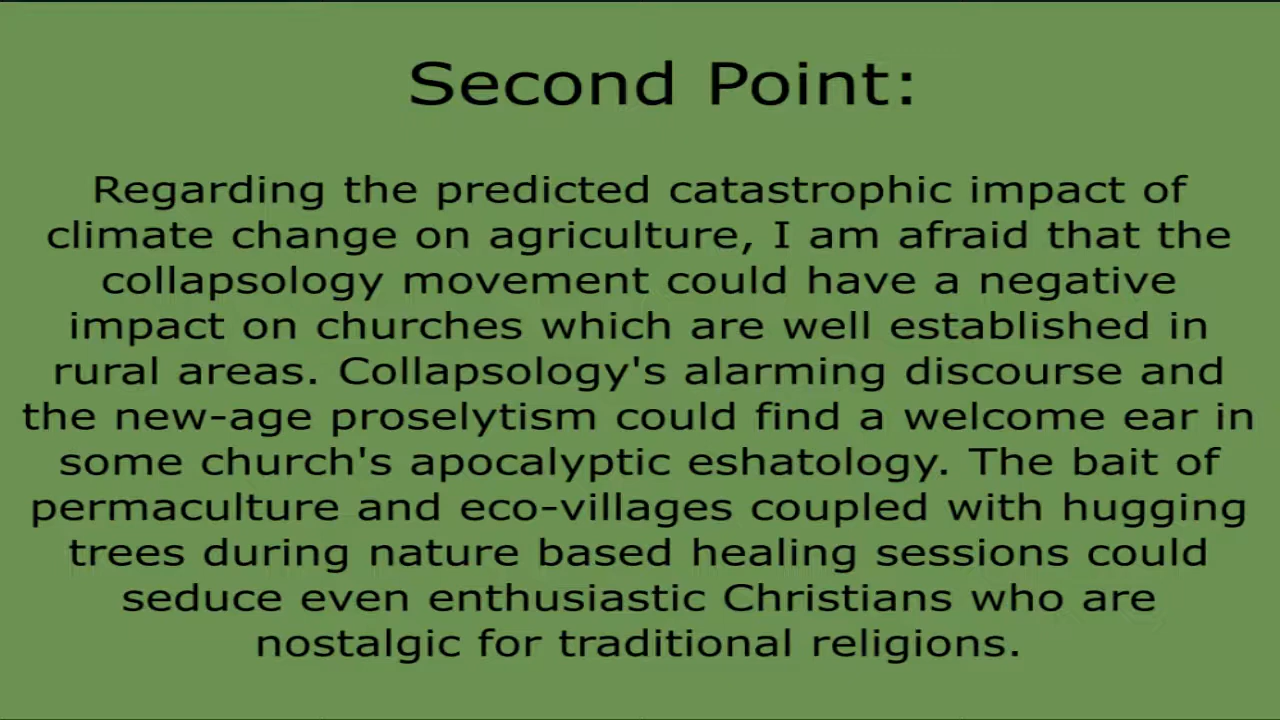 Second Point:
Regarding the predicted catastrophic impact of
climate change on agriculture, I am afraid that the
collapsology movement could have a negative
impact on churches which are well established in
rural areas. Collapsology's alarming discourse and
the new-age proselytism could find a welcome ear in
some church's apocalyptic eshatology. The bait of
permaculture and eco-villages coupled with hugging
trees during nature based healing sessions could
seduce even enthusiastic Christians who are
nostalgic for traditional religions.